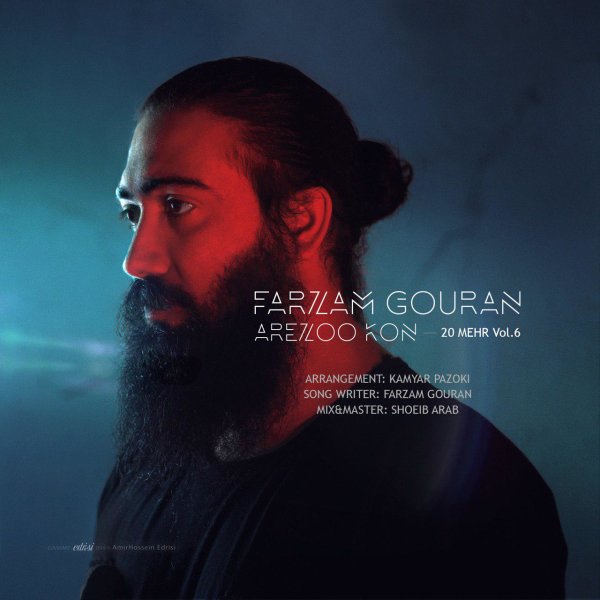 FARZAM GOURAN
AREZOO KON — 20 MEHR Vol.6
ARRANGEMENT: KAMYAR PAZOKI
SONG WRITER: FARZAM GOURAN
MIX&MASTER: SHOEIB ARAB
edrisi AmirHossein Edrisi